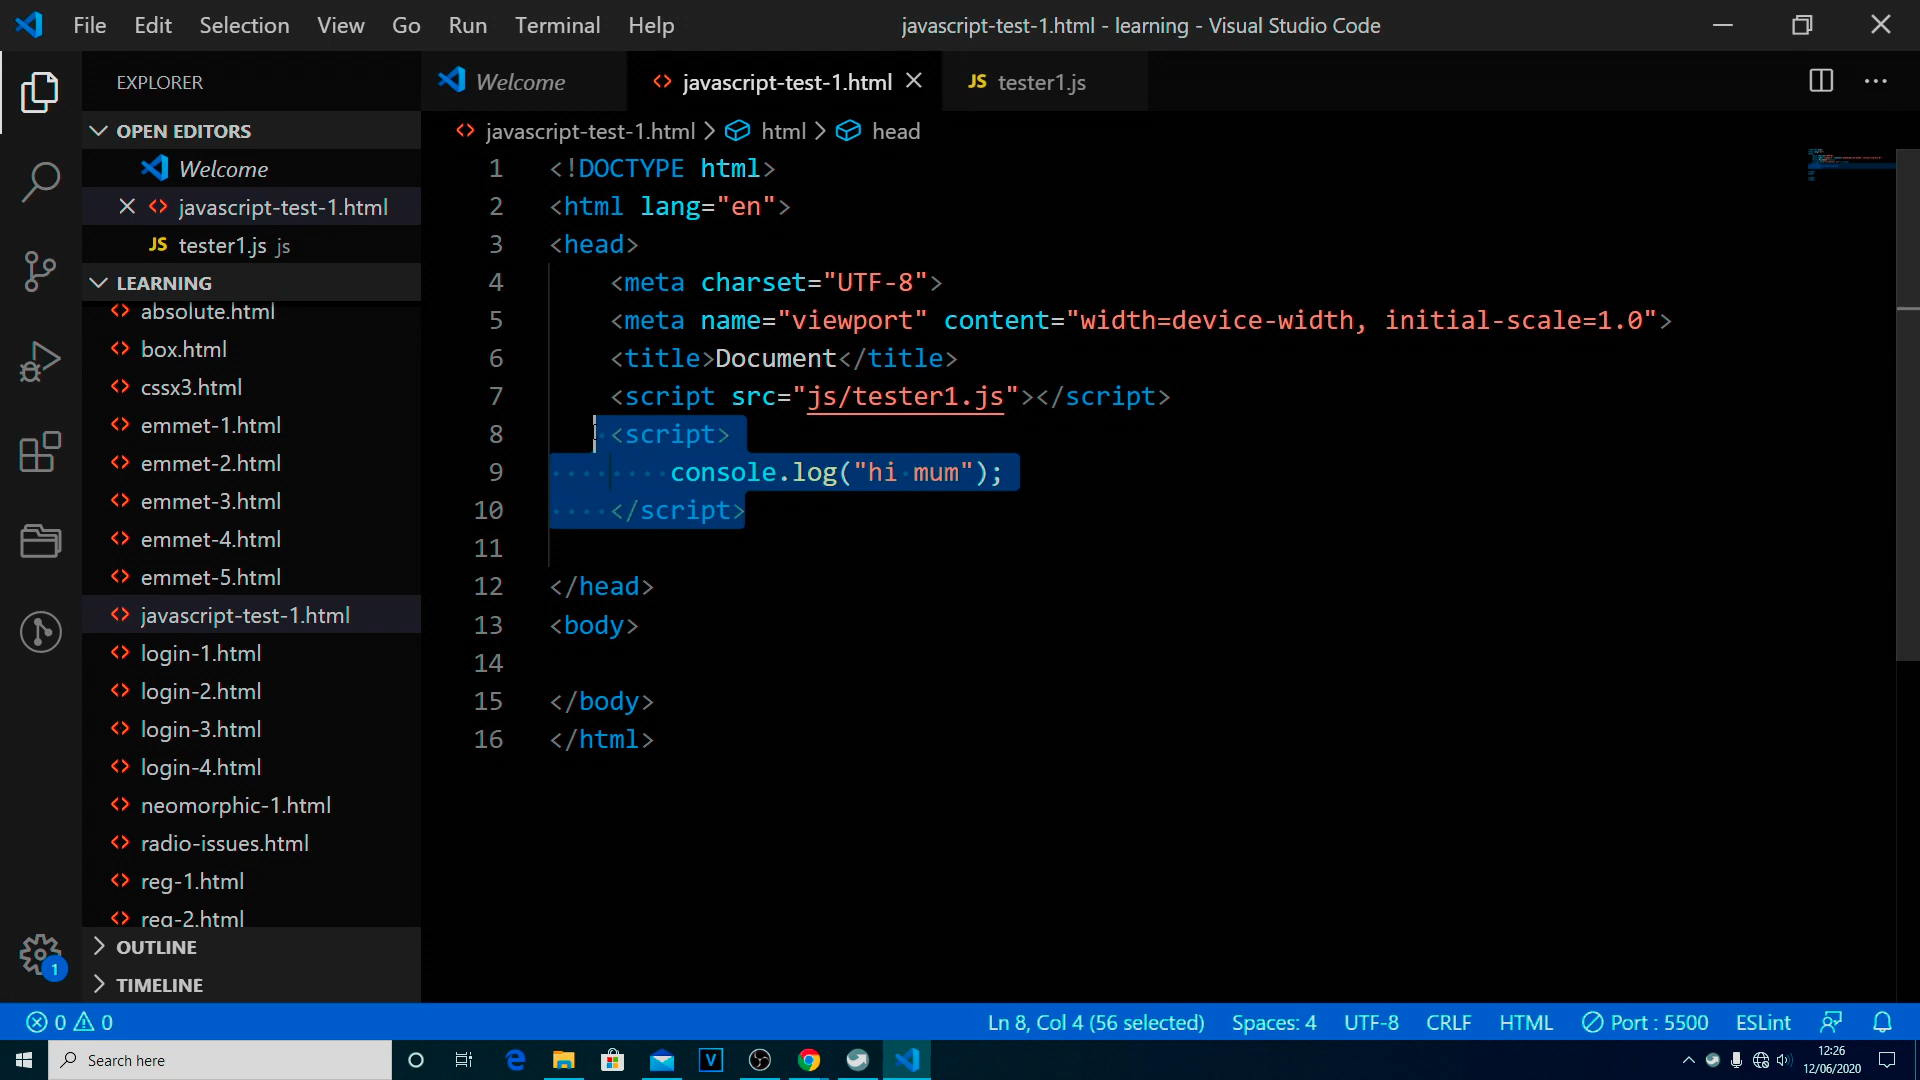 File Edit Selection View Go Run Terminal Help
javascript-test-1.html - learning - Visual Studio Code
EXPLORER
OPEN EDITORS
Welcome
javascript-test-1.html
JS tester1.js js
LEARNING
absolute.html
box.html
cssx3.html
emmet-1.html
emmet-2.html
emmet-3.html
emmet-4.html
emmet-5.html
javascript-test-1.html
login-1.html
login-2.html
login-3.html
login-4.html
neomorphic-1.html
radio-issues.html
reg-1.html
reg-2.html
OUTLINE
TIMELINE
1
Welcome
javascript-test-1.html
JS tester1.js
javascript-test-1.html > html > head
1 <!DOCTYPE html>
2 <html lang="en">
3 <head>
4 <meta charset="UTF-8">
5 <meta name="viewport" content="width=device-width, initial-scale=1.0">
6 <title>Document</title>
7 <script src="js/tester1.js"></script>
8 <script>
9 console.log("hi mum");
10 </script>
11
12 </head>
13 <body>
14
15 </body>
16 </html>
0 0
Ln 8, Col 4 (56 selected) Spaces: 4 UTF-8 CRLF HTML Port : 5500 ESLint
Search here
V
12:26
12/06/2020